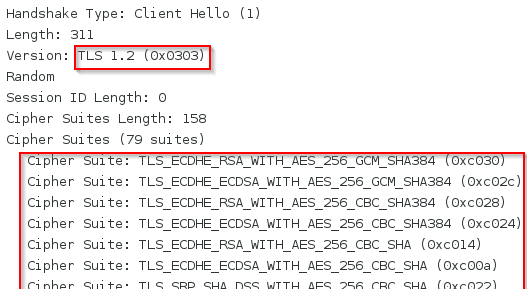 Handshake Type: Client Hello (1)
Length: 311
Version: TLS 1.2 (0x0303)
Random
Session ID Length: 0
Cipher Suites Length: 158
Cipher Suites (79 suites)
Cipher Suite: TLS_ECDHE_RSA_WITH_AES_256_GCM_SHA384 (0xc030)
Cipher Suite: TLS_ECDHE_ECDSA_WITH_AES_256_GCM_SHA384 (0xc02c)
Cipher Suite: TLS_ECDHE_RSA_WITH_AES_256_CBC_SHA384 (0xc028)
Cipher Suite: TLS_ECDHE_ECDSA_WITH_AES_256_CBC_SHA384 (0xc024)
Cipher Suite: TLS_ECDHE_RSA_WITH_AES_256_CBC_SHA (0xc014)
Cipher Suite: TLS_ECDHE_ECDSA_WITH_AES_256_CBC_SHA (0xc00a)
Cipher Suite: TLS_SRP_SHA_DSS_WITH_AES_256_CBC_SHA (0xc022)